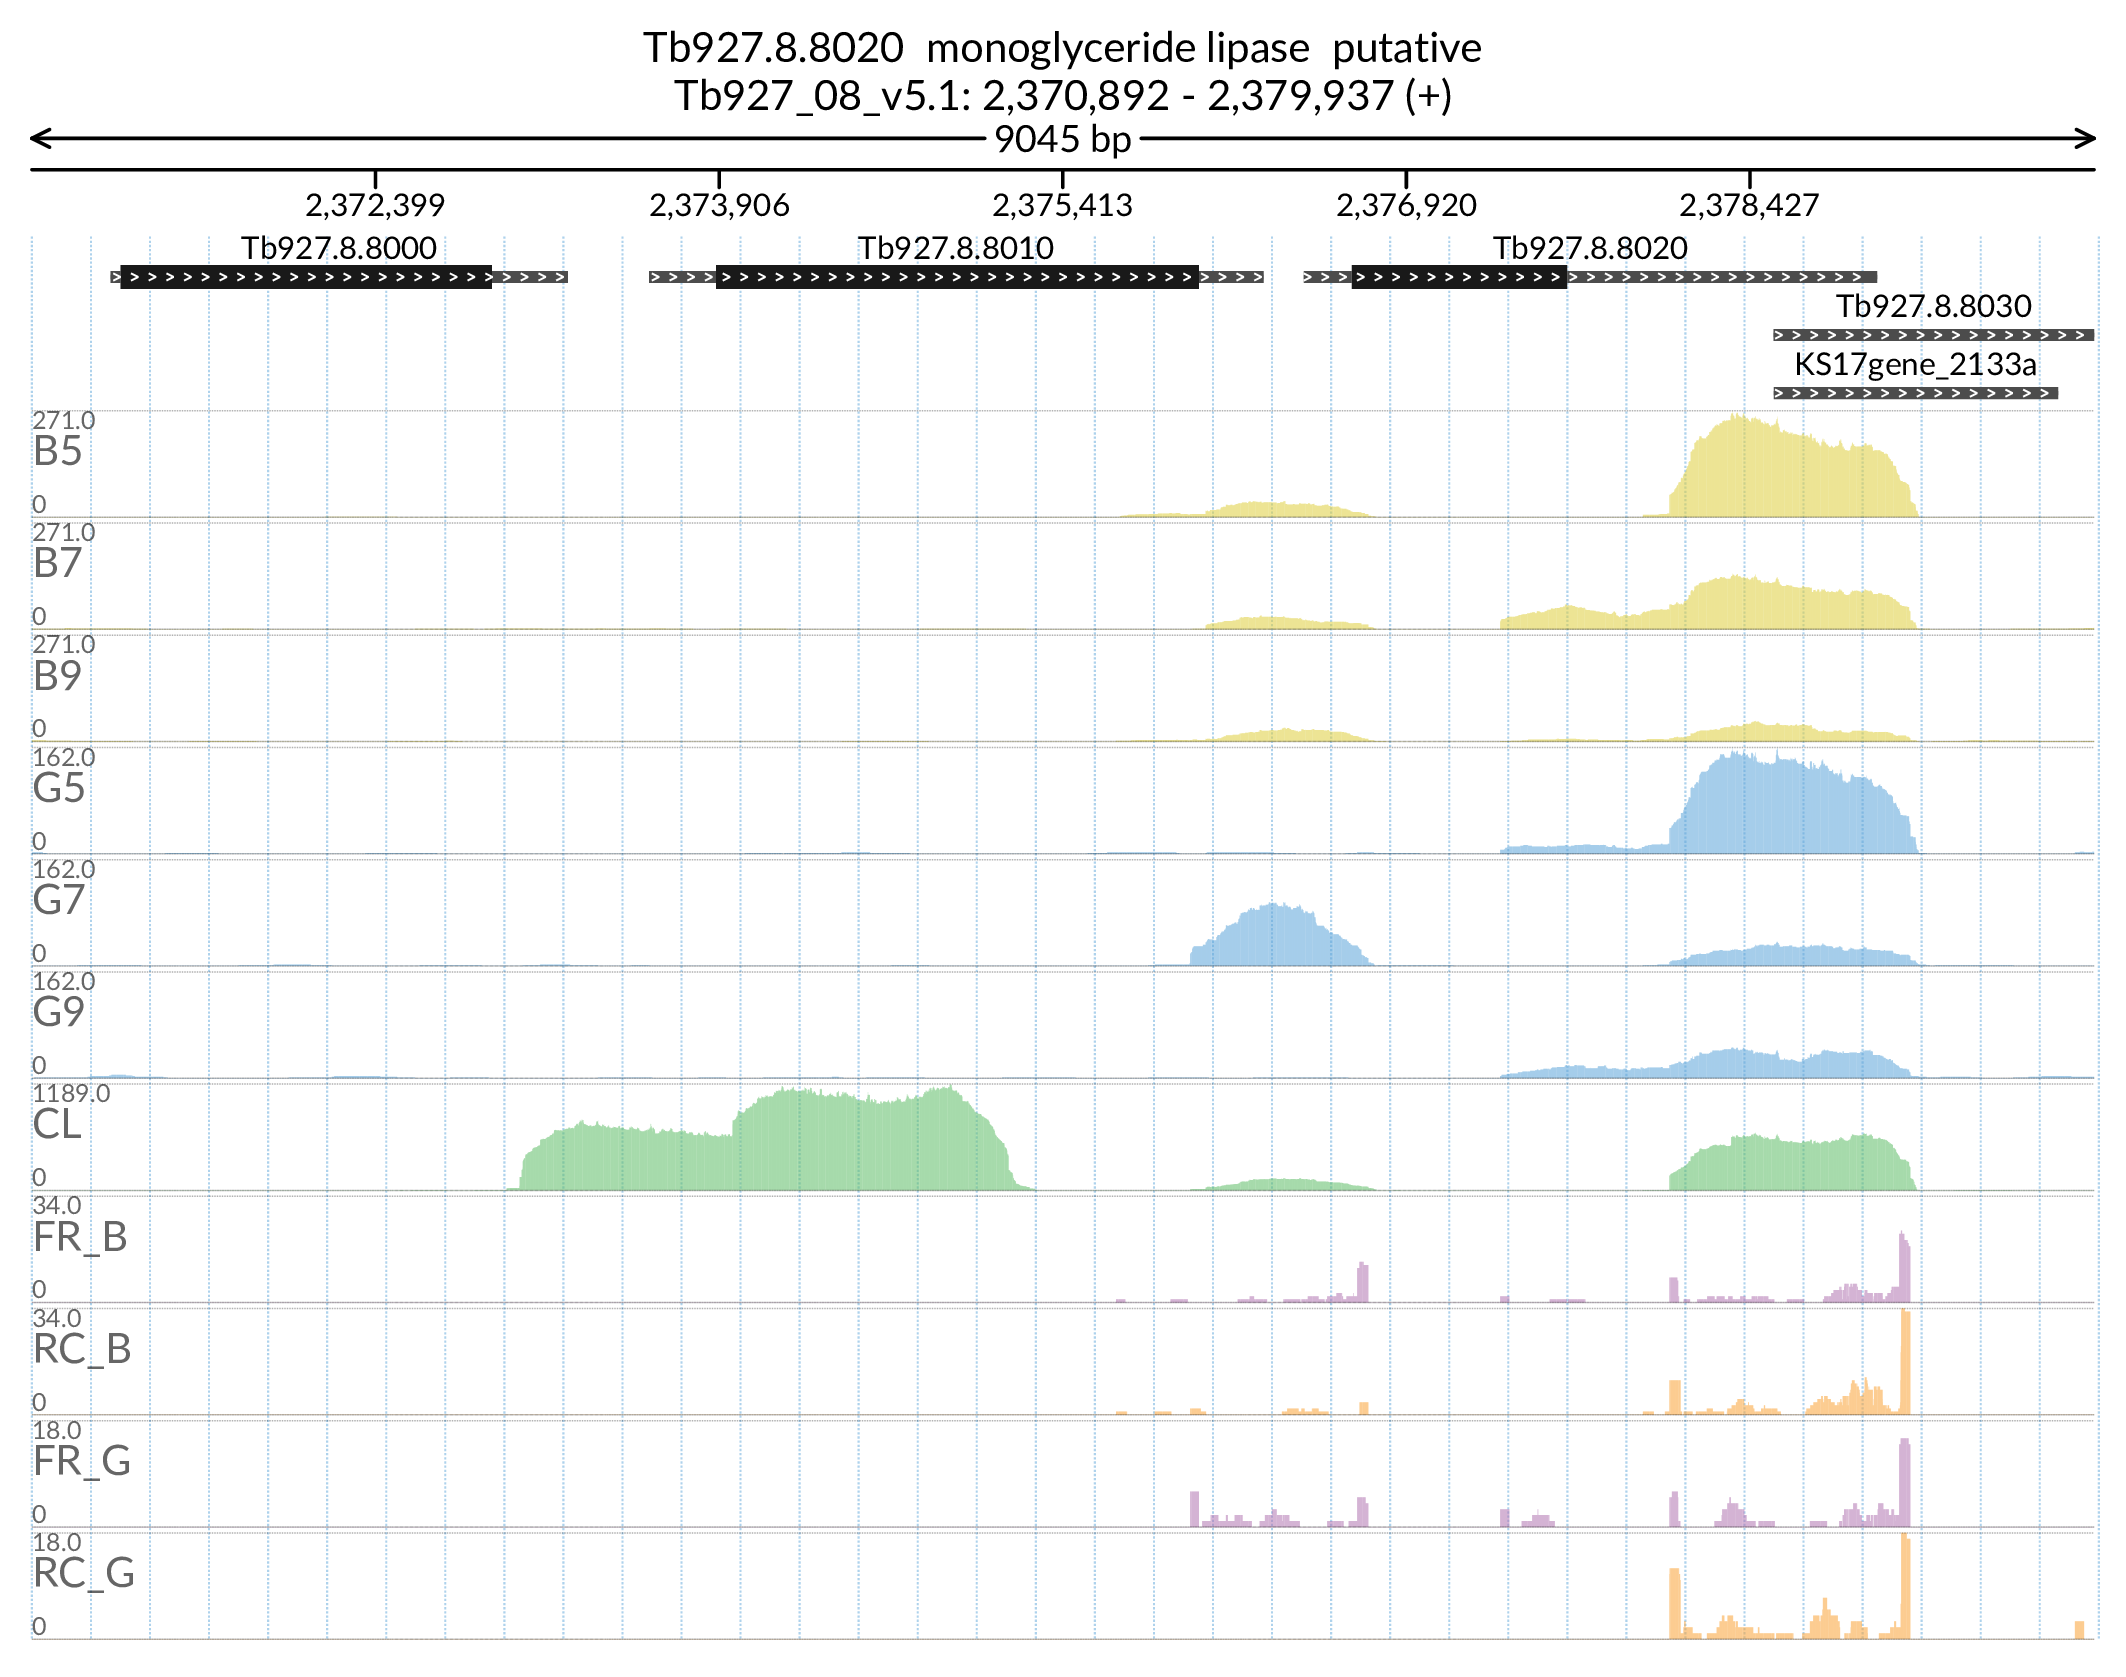 Tb927.8.8020 monoglyceride lipase putative
Tb927_08_v5.1: 2,370,892 - 2,379,937 (+)
9045 bp
2,372,399 2,373,906 2,375,413 2,376,920 2,378,427
Tb927.8.8000 Tb927.8.8010 Tb927.8.8020
Tb927.8.8030
KS17gene_2133a
271.0
B5
0
271.0
B7
0
271.0
B9
0
162.0
G5
0
162.0
G7
0
162.0
G9
0
1189.0
CL
0
34.0
FR_B
0
34.0
RC_B
0
18.0
FR_G
0
18.0
RC_G
0